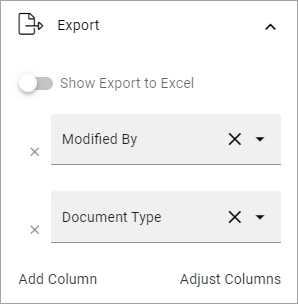 Export
Show Export to Excel
Modified By
Document Type
Add Column Adjust Columns